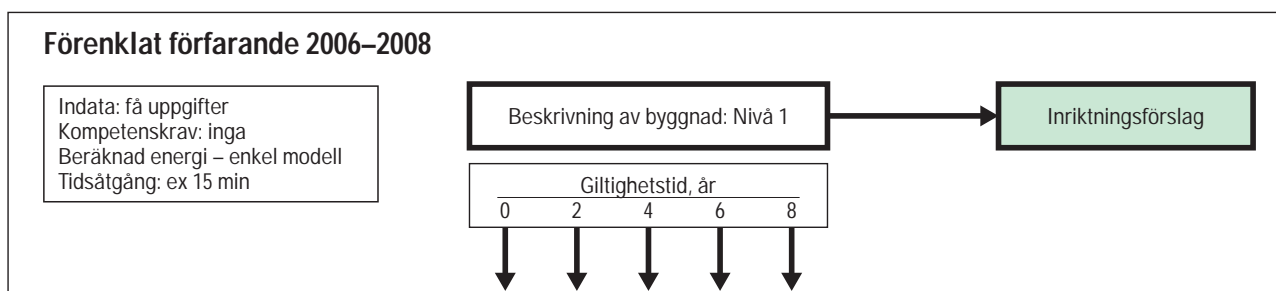 Förenklat förfarande 2006–2008
Indata: få uppgifter
Kompetenskrav: inga
Beräknad energi – enkel modell
Tidsåtgång: ex 15 min
Beskrivning av byggnad: Nivå 1
Inriktningsförslag
Giltighetstid, år
0 2 4 6 8